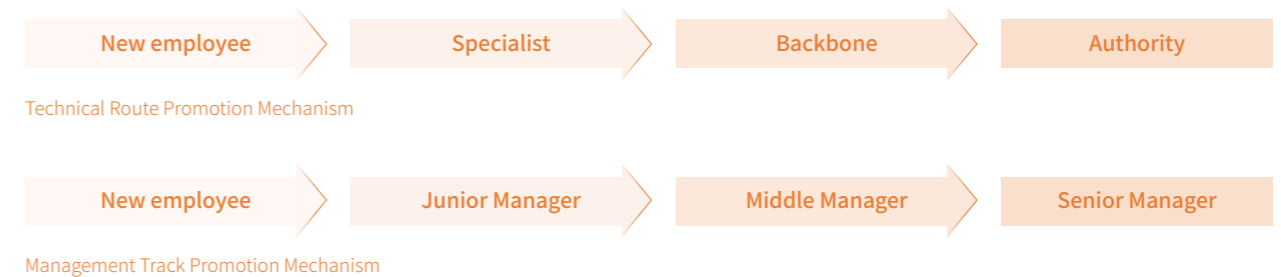 New employee
Specialist
Backbone
Authority
Technical Route Promotion Mechanism
New employee
Junior Manager
Middle Manager
Senior Manager
Management Track Promotion Mechanism